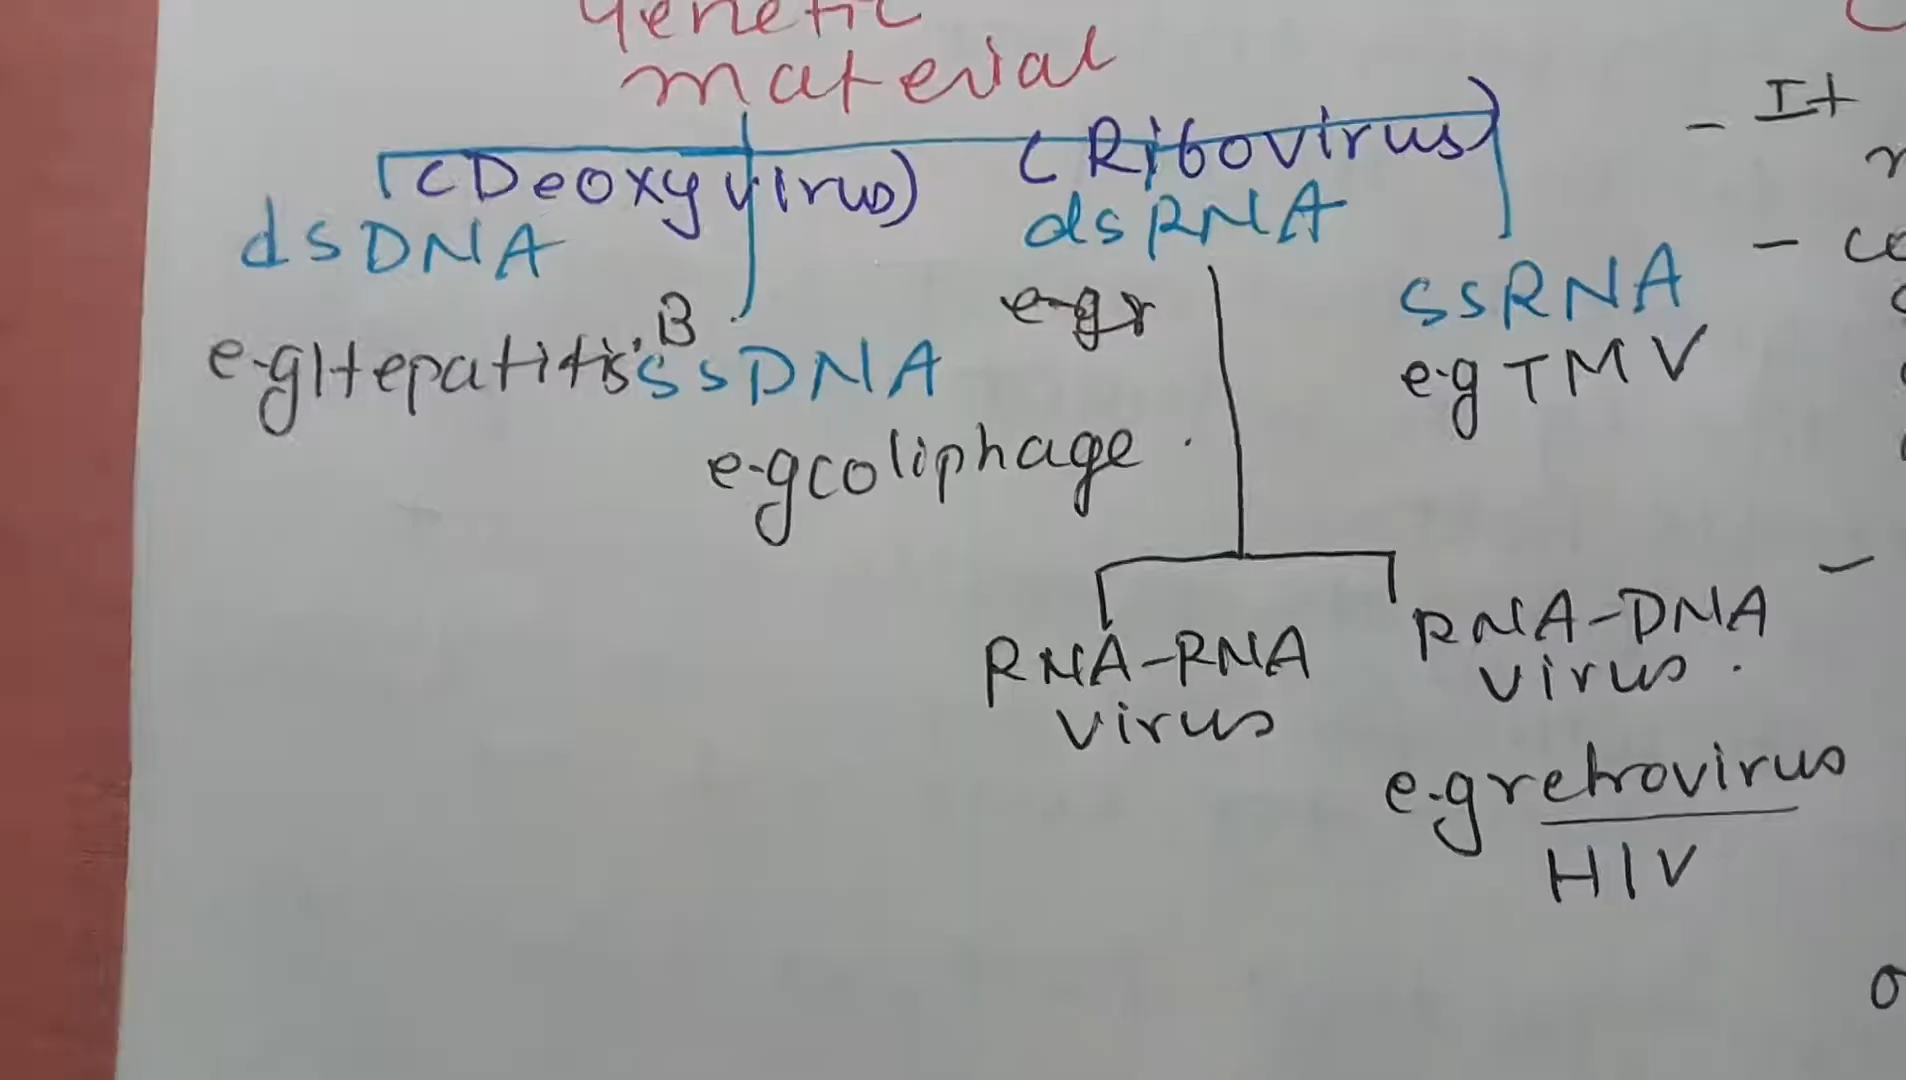 Genetic
material
(Deoxyvirus) (Ribovirus)
dsDNA
dsRNA
ssRNA
e-g Hepatitis B
ssDNA
e-g TMV
e-g coliphage
RNA-RNA
virus
RNA-DNA
virus.
e-g retrovirus
HIV
- It
-
-